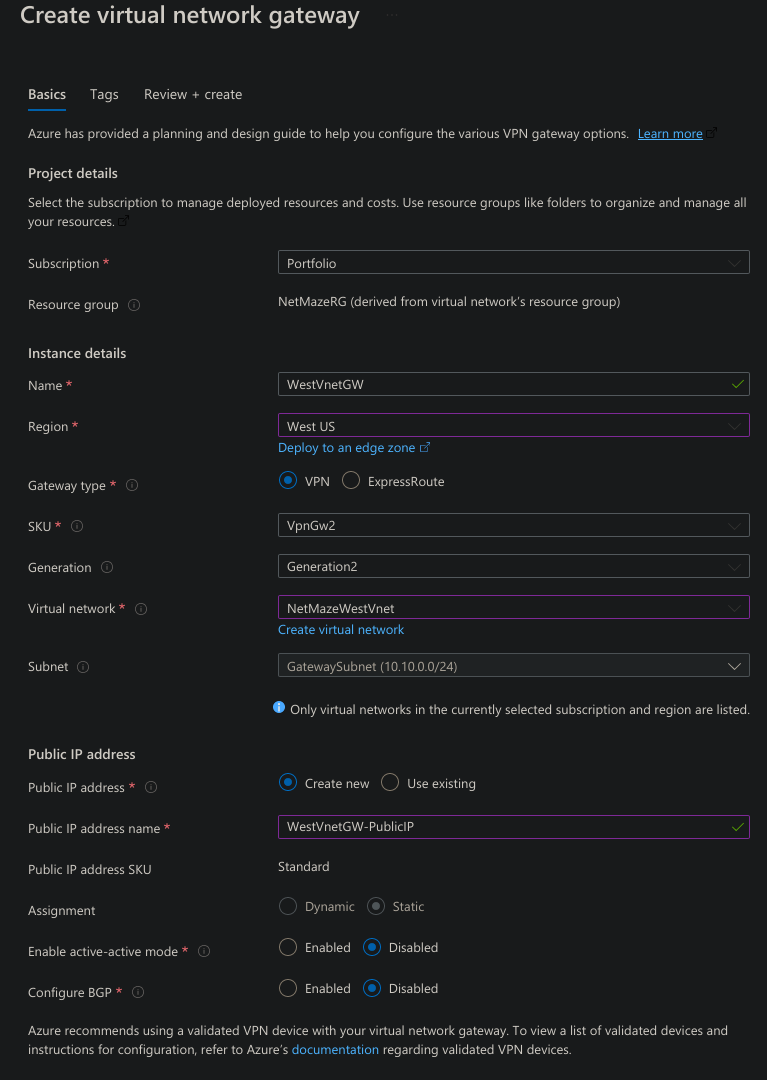 Create virtual network gateway
Basics Tags Review + create
Azure has provided a planning and design guide to help you configure the various VPN gateway options. Learn more
Project details
Select the subscription to manage deployed resources and costs. Use resource groups like folders to organize and manage all
your resources.
Subscription * Portfolio
Resource group NetMazeRG (derived from virtual network's resource group)
Instance details
Name * WestVnetGW
Region * West US
Deploy to an edge zone
Gateway type * VPN ExpressRoute
SKU * VpnGw2
Generation Generation2
Virtual network * NetMazeWestVnet
Create virtual network
Subnet GatewaySubnet (10.10.0.0/24)
Only virtual networks in the currently selected subscription and region are listed.
Public IP address
Public IP address * Create new Use existing
Public IP address name * WestVnetGW-PublicIP
Public IP address SKU Standard
Assignment Dynamic Static
Enable active-active mode * Enabled Disabled
Configure BGP * Enabled Disabled
Azure recommends using a validated VPN device with your virtual network gateway. To view a list of validated devices and
instructions for configuration, refer to Azure's documentation regarding validated VPN devices.